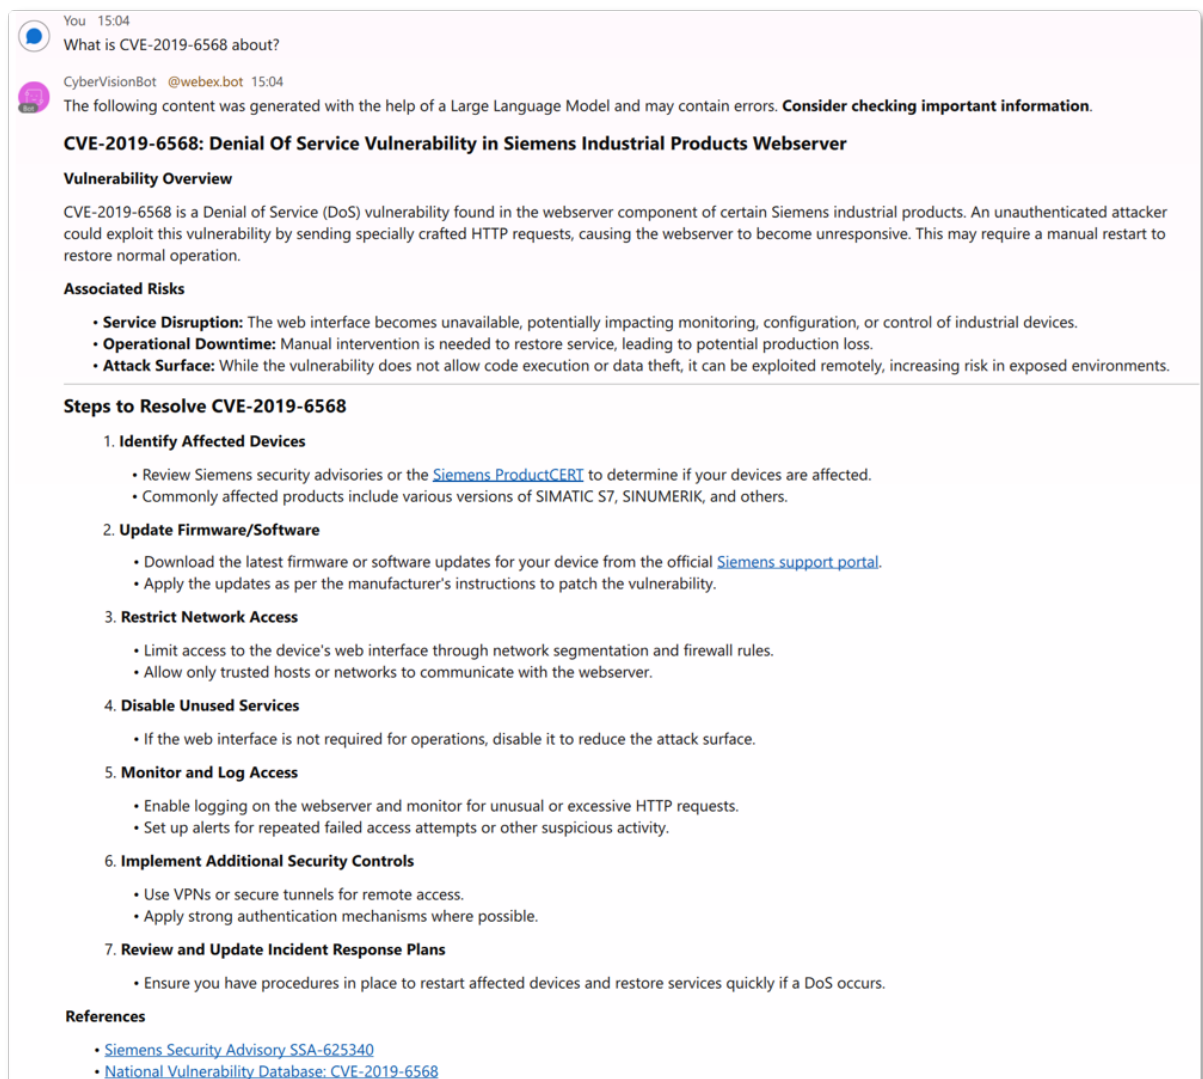 You 15:04
What is CVE-2019-6568 about?
CyberVisionBot @webex.bot 15:04
Bot
The following content was generated with the help of a Large Language Model and may contain errors. Consider checking important information.
CVE-2019-6568: Denial Of Service Vulnerability in Siemens Industrial Products Webserver
Vulnerability Overview
CVE-2019-6568 is a Denial of Service (DoS) vulnerability found in the webserver component of certain Siemens industrial products. An unauthenticated attacker
could exploit this vulnerability by sending specially crafted HTTP requests, causing the webserver to become unresponsive. This may require a manual restart to
restore normal operation.
Associated Risks
• Service Disruption: The web interface becomes unavailable, potentially impacting monitoring, configuration, or control of industrial devices.
• Operational Downtime: Manual intervention is needed to restore service, leading to potential production loss.
• Attack Surface: While the vulnerability does not allow code execution or data theft, it can be exploited remotely, increasing risk in exposed environments.
Steps to Resolve CVE-2019-6568
1. Identify Affected Devices
• Review Siemens security advisories or the Siemens ProductCERT to determine if your devices are affected.
• Commonly affected products include various versions of SIMATIC S7, SINUMERIK, and others.
2. Update Firmware/Software
• Download the latest firmware or software updates for your device from the official Siemens support portal.
• Apply the updates as per the manufacturer's instructions to patch the vulnerability.
3. Restrict Network Access
• Limit access to the device's web interface through network segmentation and firewall rules.
• Allow only trusted hosts or networks to communicate with the webserver.
4. Disable Unused Services
• If the web interface is not required for operations, disable it to reduce the attack surface.
5. Monitor and Log Access
• Enable logging on the webserver and monitor for unusual or excessive HTTP requests.
• Set up alerts for repeated failed access attempts or other suspicious activity.
6. Implement Additional Security Controls
• Use VPNs or secure tunnels for remote access.
• Apply strong authentication mechanisms where possible.
7. Review and Update Incident Response Plans
• Ensure you have procedures in place to restart affected devices and restore services quickly if a DoS occurs.
References
• Siemens Security Advisory SSA-625340
• National Vulnerability Database: CVE-2019-6568